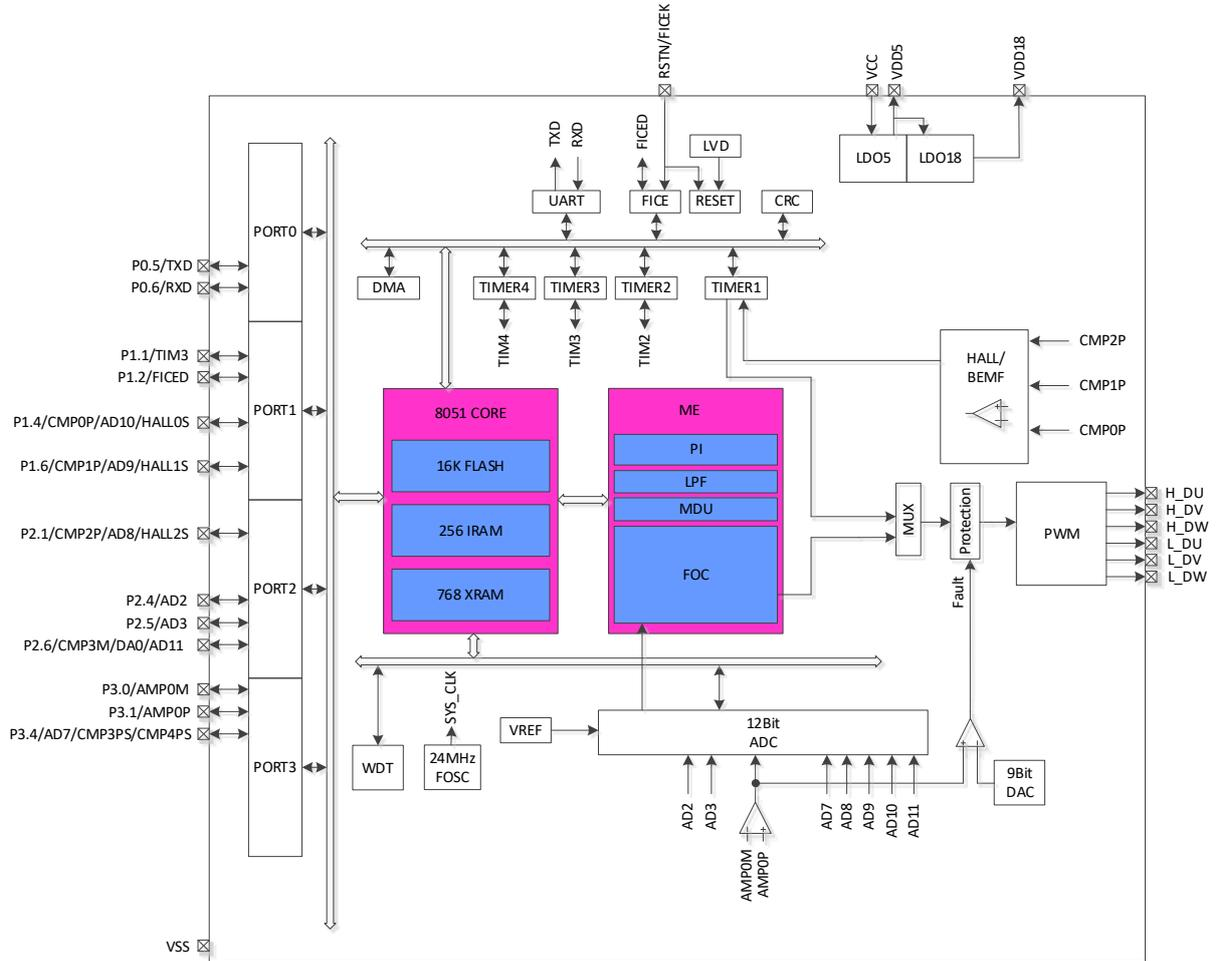 RSTN/FICEK
VCC
VDD5
VDD18
TXD
RXD
FICED
LVD
LDO5
LDO18
UART
FICE
RESET
CRC
PORT0
P0.5/TXD
P0.6/RXD
DMA
TIMER4
TIMER3
TIMER2
TIMER1
TIM4
TIM3
TIM2
P1.1/TIM3
P1.2/FICED
P1.4/CMP0P/AD10/HALL0S
P1.6/CMP1P/AD9/HALL1S
PORT1
HALL/
BEMF
CMP2P
CMP1P
CMP0P
8051 CORE
16K FLASH
256 IRAM
768 XRAM
ME
PI
LPF
MDU
FOC
MUX
Protection
Fault
PWM
H_DU
H_DV
H_DW
L_DU
L_DV
L_DW
P2.1/CMP2P/AD8/HALL2S
PORT2
P2.4/AD2
P2.5/AD3
P2.6/CMP3M/DA0/AD11
P3.0/AMP0M
P3.1/AMP0P
P3.4/AD7/CMP3PS/CMP4PS
PORT3
SYS_CLK
WDT
24MHz
FOSC
VREF
12Bit
ADC
9Bit
DAC
AD2
AD3
AMP0M
AMP0P
AD7
AD8
AD9
AD10
AD11
VSS